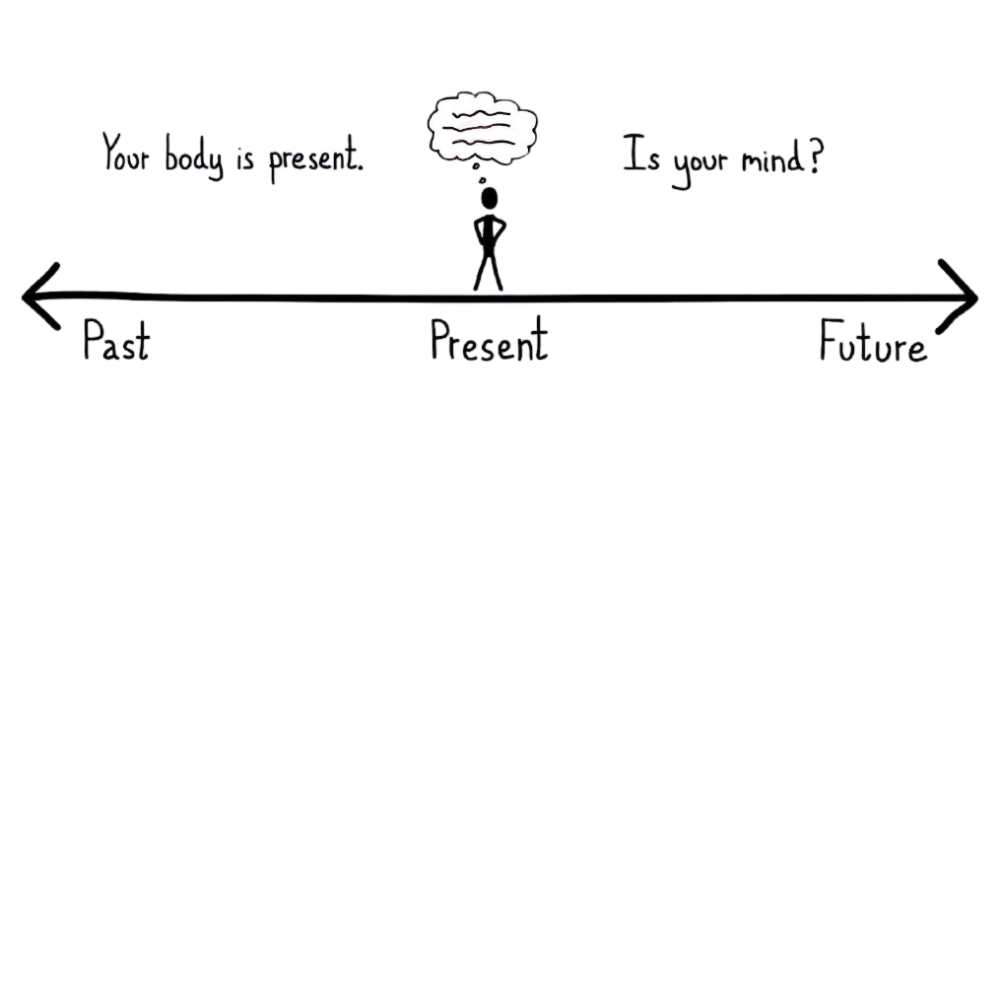 Your body is present.
Is your mind?
Past
Present
Future